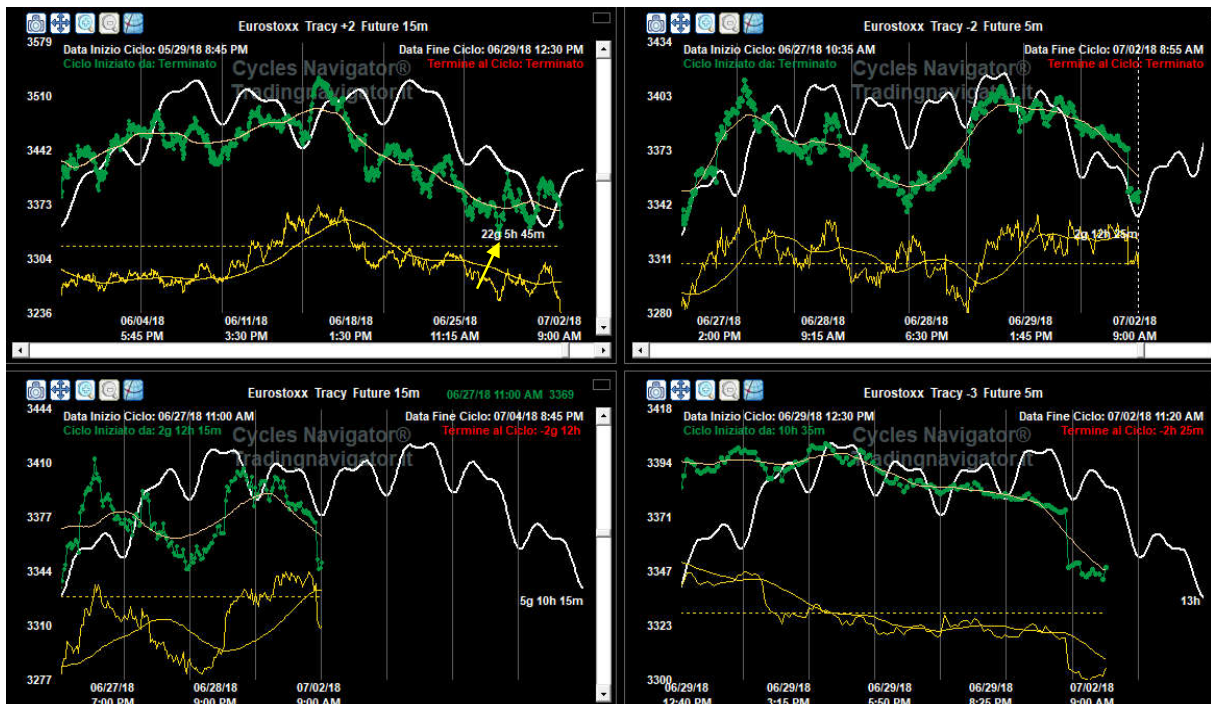 Eurostoxx Tracy +2 Future 15m
Data Inizio Ciclo: 05/29/18 8:45 PM
Data Fine Ciclo: 06/29/18 12:30 PM
Ciclo Iniziato da: Terminato
Termine al Ciclo: Terminato
Cycles Navigator®
Tradingnavigator.it
3579
3510
3442
3373
3304
3236
22g 5h 45m
06/04/18 06/11/18 06/18/18 06/25/18 07/02/18
5:45 PM 3:30 PM 1:30 PM 11:15 AM 9:00 AM
Eurostoxx Tracy -2 Future 5m
Data Inizio Ciclo: 06/27/18 10:35 AM
Data Fine Ciclo: 07/02/18 8:55 AM
Ciclo Iniziato da: Terminato
Termine al Ciclo: Terminato
Cycles Navigator®
Tradingnavigator.it
3434
3403
3373
3342
3311
3280
2g 12h 25m
06/27/18 06/28/18 06/28/18 06/29/18 07/02/18
2:00 PM 9:15 AM 6:30 PM 1:45 PM 9:00 AM
Eurostoxx Tracy Future 15m
06/27/18 11:00 AM 3369
Data Inizio Ciclo: 06/27/18 11:00 AM
Data Fine Ciclo: 07/04/18 8:45 PM
Ciclo Iniziato da: 2g 12h 15m
Termine al Ciclo: -2g 12h
Cycles Navigator®
Tradingnavigator.it
3444
3410
3377
3344
3310
3277
5g 10h 15m
06/27/18 06/28/18 07/02/18
7:00 PM 9:00 PM 9:00 AM
Eurostoxx Tracy -3 Future 5m
Data Inizio Ciclo: 06/29/18 12:30 PM
Data Fine Ciclo: 07/02/18 11:20 AM
Ciclo Iniziato da: 10h 35m
Termine al Ciclo: -2h 25m
Cycles Navigator®
Tradingnavigator.it
3418
3394
3371
3347
3323
3300
13h
06/29/18 06/29/18 06/29/18 06/29/18 07/02/18
12:40 PM 3:15 PM 5:50 PM 8:25 PM 9:00 AM